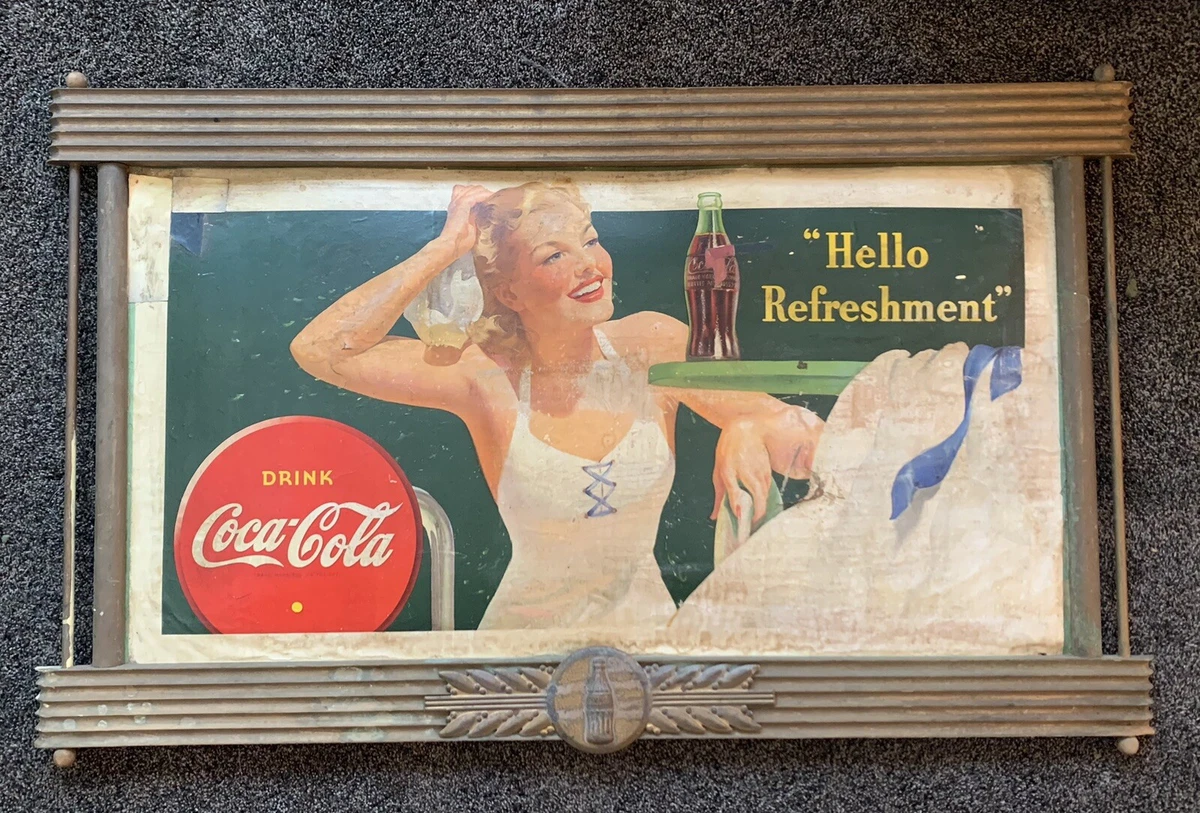 “Hello
Refreshment”
DRINK
Coca-Cola